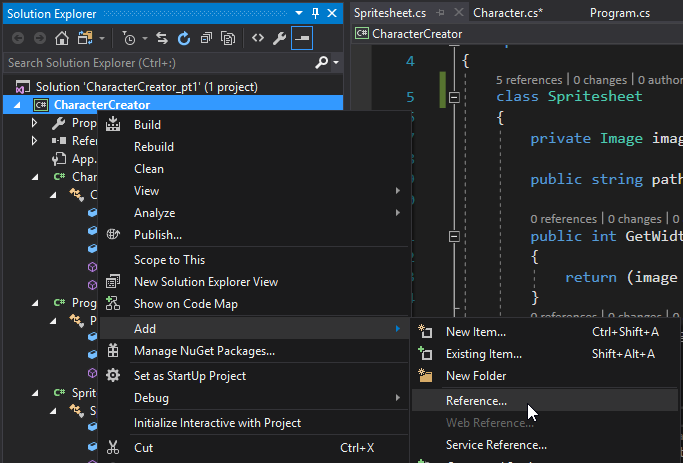 Solution Explorer
Search Solution Explorer (Ctrl+;)
Solution 'CharacterCreator_pt1' (1 project)
C# CharacterCreator
Prop
Refere
App.
C# Char
C
C# Prog
P
C# Sprit
S
Build
Rebuild
Clean
View
Analyze
Publish...
Scope to This
New Solution Explorer View
Show on Code Map
Add
Manage NuGet Packages...
Set as StartUp Project
Debug
Initialize Interactive with Project
Cut Ctrl+X
New Item... Ctrl+Shift+A
Existing Item... Shift+Alt+A
New Folder
Reference...
Web Reference...
Service Reference...
Spritesheet.cs Character.cs* Program.cs
C# CharacterCreator
4 {
5 references | 0 changes | 0 author
5 class Spritesheet
{
private Image imag
public string path
0 references | 0 changes | 0
public int GetWidt
{
return (image
}